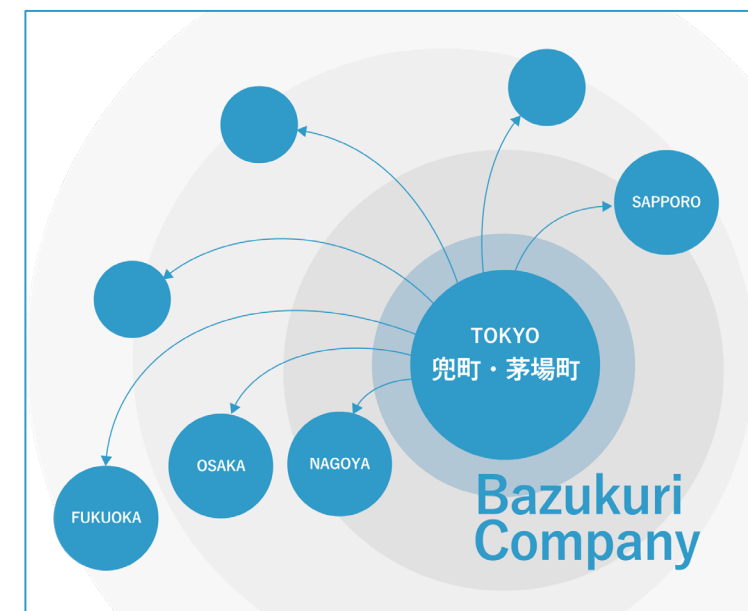 SAPPORO
TOKYO
兜町・茅場町
OSAKA
NAGOYA
FUKUOKA
Bazukuri
Company